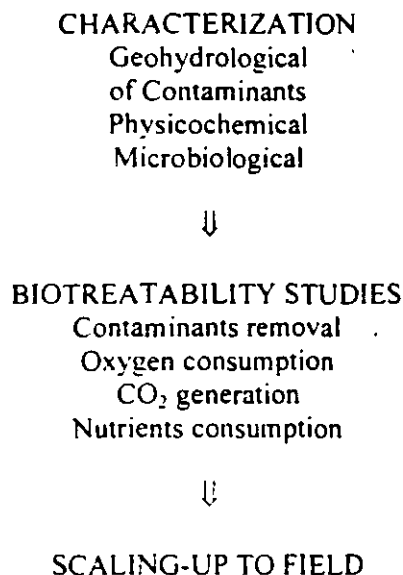 CHARACTERIZATION
Geohydrological
of Contaminants
Physicochemical
Microbiological
⇓
BIOTREATABILITY STUDIES
Contaminants removal
Oxygen consumption
CO₂ generation
Nutrients consumption
⇓
SCALING-UP TO FIELD